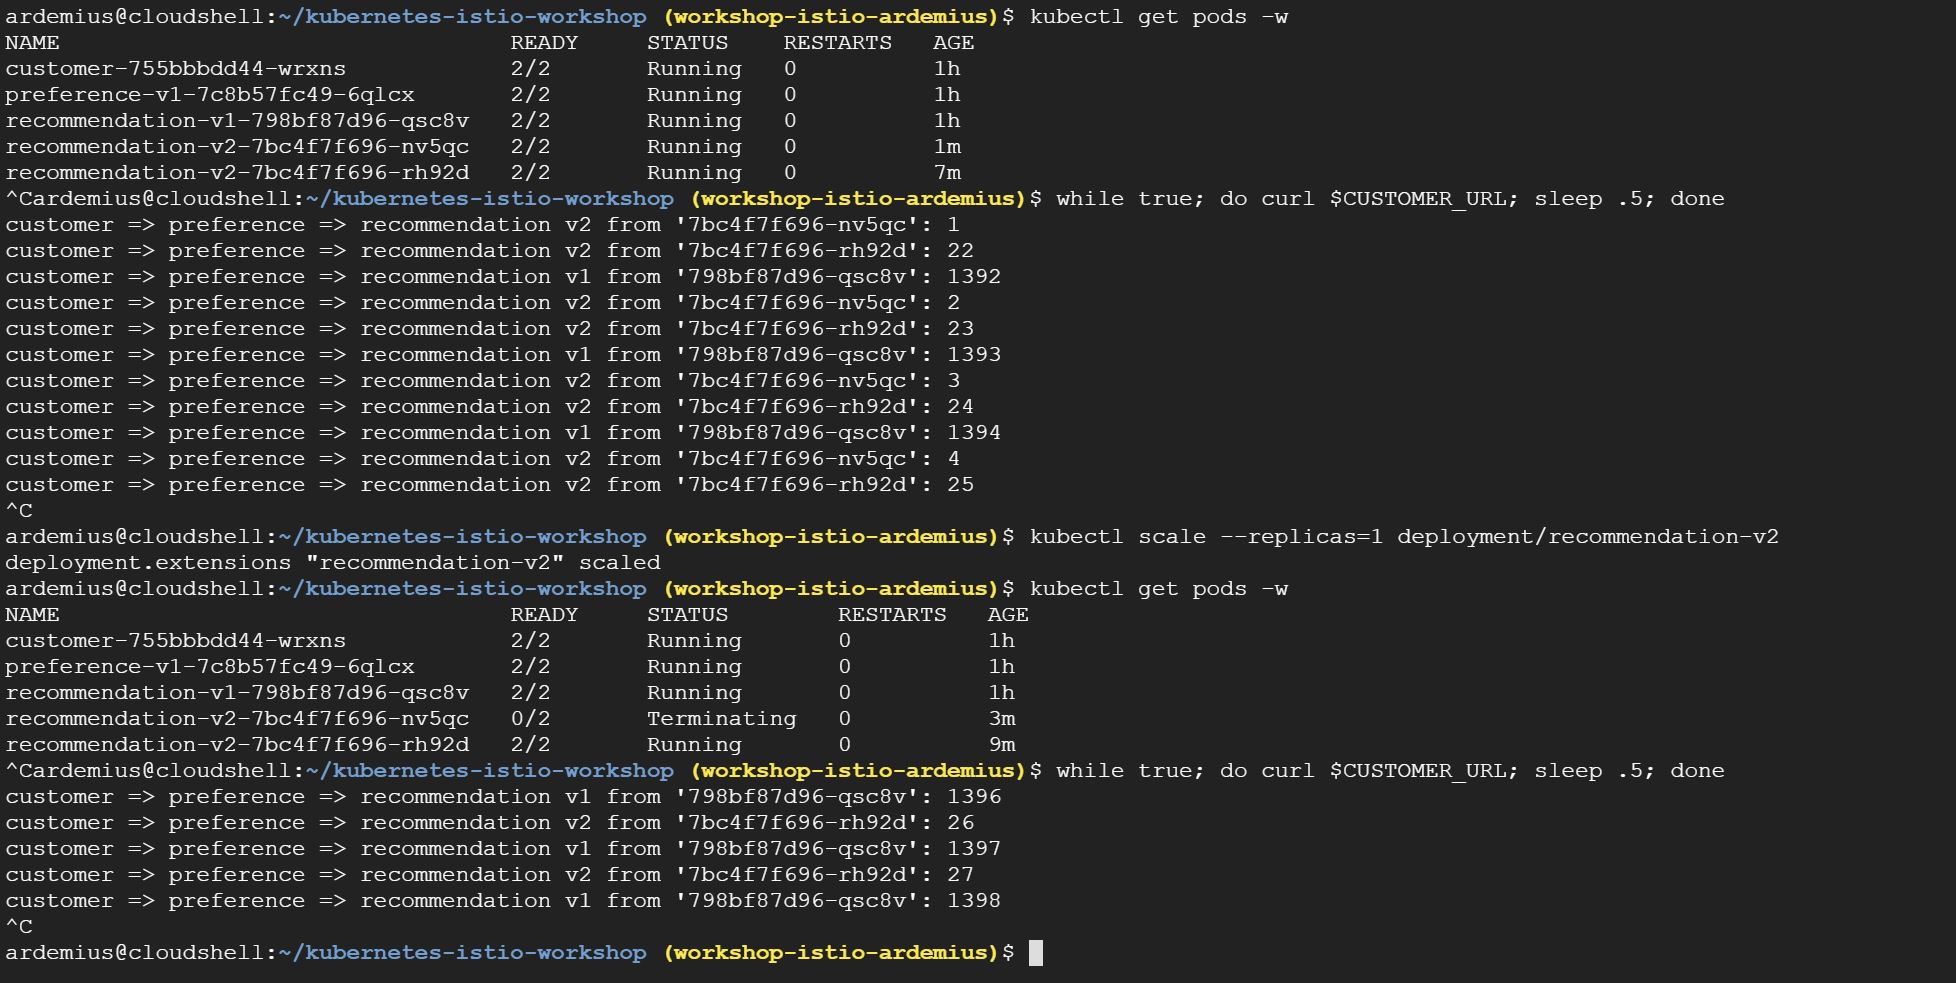 ardemius@cloudshell:~/kubernetes-istio-workshop (workshop-istio-ardemius)$ kubectl get pods -w
NAME READY STATUS RESTARTS AGE
customer-755bbbdd44-wrxns 2/2 Running 0 1h
preference-v1-7c8b57fc49-6qlcx 2/2 Running 0 1h
recommendation-v1-798bf87d96-qsc8v 2/2 Running 0 1h
recommendation-v2-7bc4f7f696-nv5qc 2/2 Running 0 1m
recommendation-v2-7bc4f7f696-rh92d 2/2 Running 0 7m
^Cardemius@cloudshell:~/kubernetes-istio-workshop (workshop-istio-ardemius)$ while true; do curl $CUSTOMER_URL; sleep .5; done
customer => preference => recommendation v2 from '7bc4f7f696-nv5qc': 1
customer => preference => recommendation v2 from '7bc4f7f696-rh92d': 22
customer => preference => recommendation v1 from '798bf87d96-qsc8v': 1392
customer => preference => recommendation v2 from '7bc4f7f696-nv5qc': 2
customer => preference => recommendation v2 from '7bc4f7f696-rh92d': 23
customer => preference => recommendation v1 from '798bf87d96-qsc8v': 1393
customer => preference => recommendation v2 from '7bc4f7f696-nv5qc': 3
customer => preference => recommendation v2 from '7bc4f7f696-rh92d': 24
customer => preference => recommendation v1 from '798bf87d96-qsc8v': 1394
customer => preference => recommendation v2 from '7bc4f7f696-nv5qc': 4
customer => preference => recommendation v2 from '7bc4f7f696-rh92d': 25
^C
ardemius@cloudshell:~/kubernetes-istio-workshop (workshop-istio-ardemius)$ kubectl scale --replicas=1 deployment/recommendation-v2
deployment.extensions "recommendation-v2" scaled
ardemius@cloudshell:~/kubernetes-istio-workshop (workshop-istio-ardemius)$ kubectl get pods -w
NAME READY STATUS RESTARTS AGE
customer-755bbbdd44-wrxns 2/2 Running 0 1h
preference-v1-7c8b57fc49-6qlcx 2/2 Running 0 1h
recommendation-v1-798bf87d96-qsc8v 2/2 Running 0 1h
recommendation-v2-7bc4f7f696-nv5qc 0/2 Terminating 0 3m
recommendation-v2-7bc4f7f696-rh92d 2/2 Running 0 9m
^Cardemius@cloudshell:~/kubernetes-istio-workshop (workshop-istio-ardemius)$ while true; do curl $CUSTOMER_URL; sleep .5; done
customer => preference => recommendation v1 from '798bf87d96-qsc8v': 1396
customer => preference => recommendation v2 from '7bc4f7f696-rh92d': 26
customer => preference => recommendation v1 from '798bf87d96-qsc8v': 1397
customer => preference => recommendation v2 from '7bc4f7f696-rh92d': 27
customer => preference => recommendation v1 from '798bf87d96-qsc8v': 1398
^C
ardemius@cloudshell:~/kubernetes-istio-workshop (workshop-istio-ardemius)$